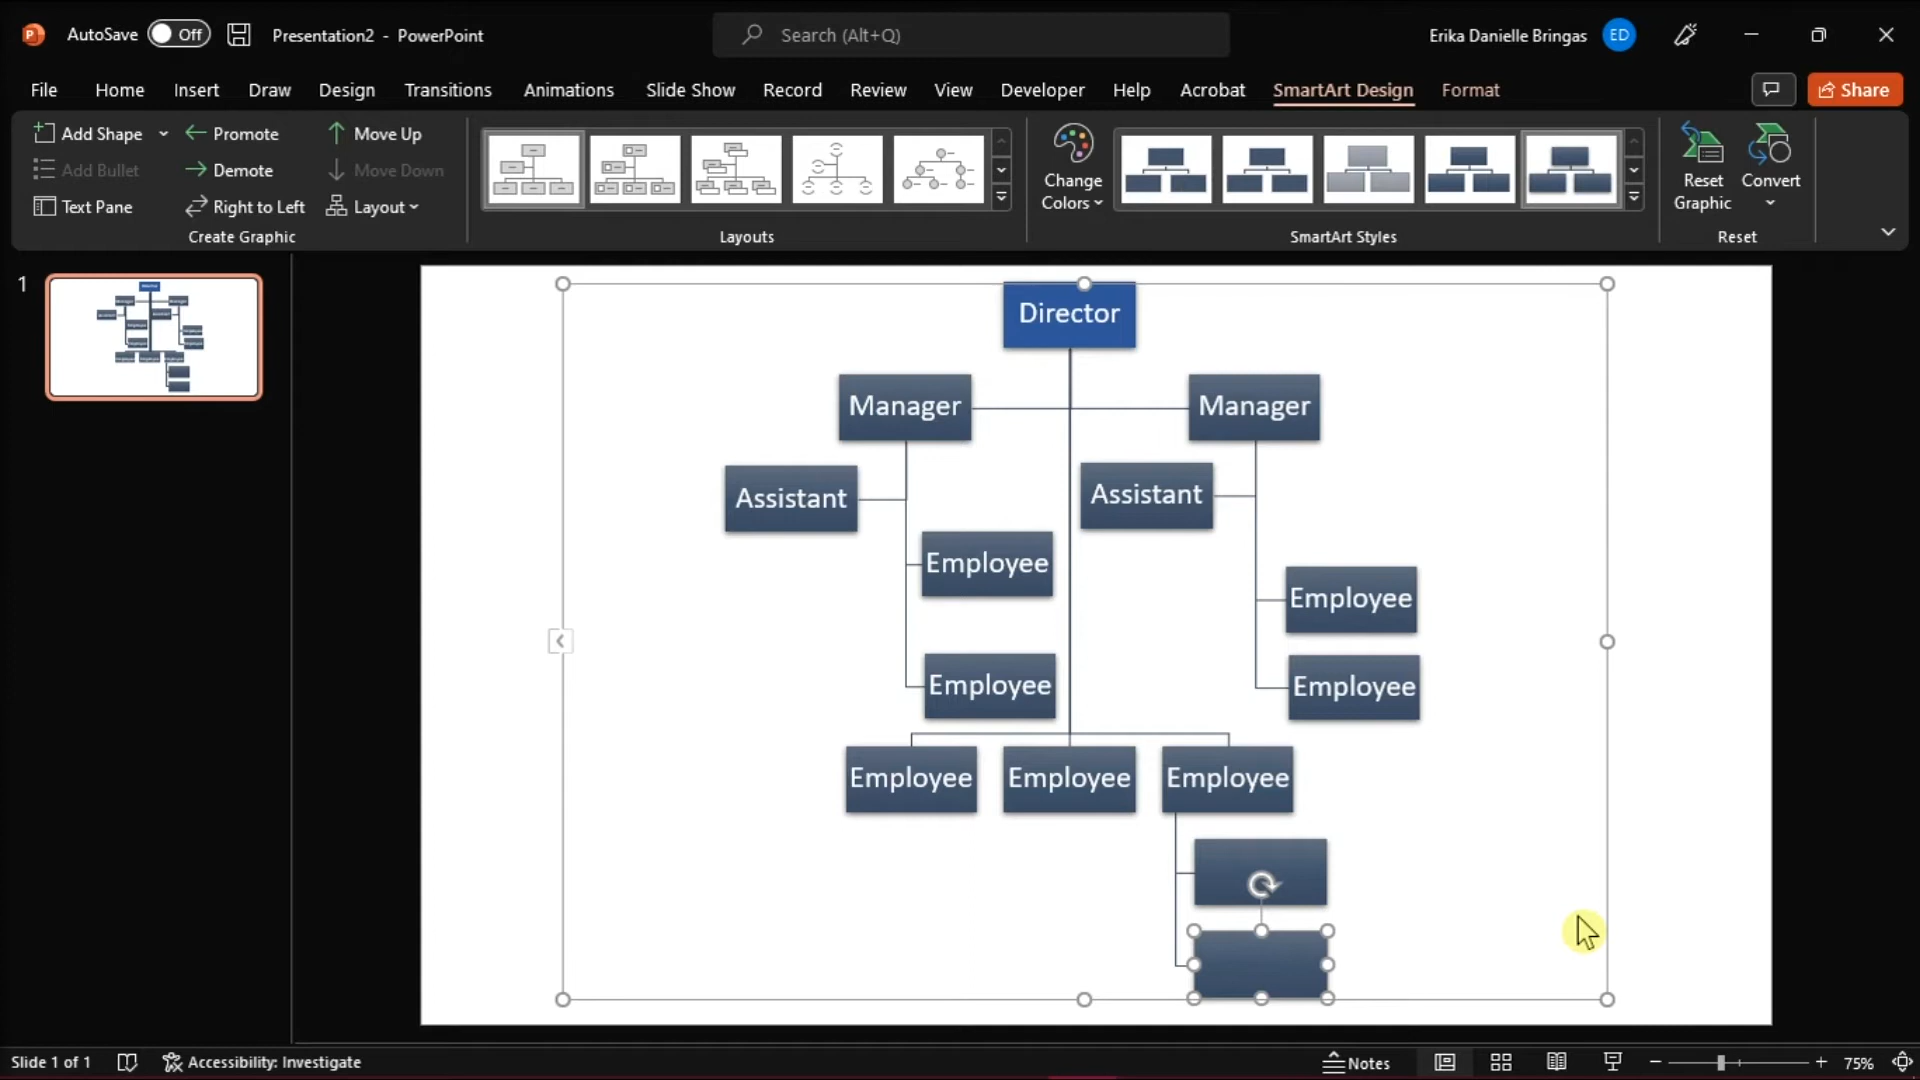 AutoSave Off Presentation2 - PowerPoint Search (Alt+Q) Erika Danielle Bringas ED
File Home Insert Draw Design Transitions Animations Slide Show Record Review View Developer Help Acrobat SmartArt Design Format Share
Add Shape Promote Move Up
Add Bullet Demote Move Down
Text Pane Right to Left Layout
Create Graphic
Layouts
Change
Colors
SmartArt Styles
Reset
Graphic
Convert
Reset
1
Director
Manager Manager
Assistant Assistant
Employee
Employee
Employee Employee
Employee Employee Employee
Slide 1 of 1 Accessibility: Investigate Notes 75%